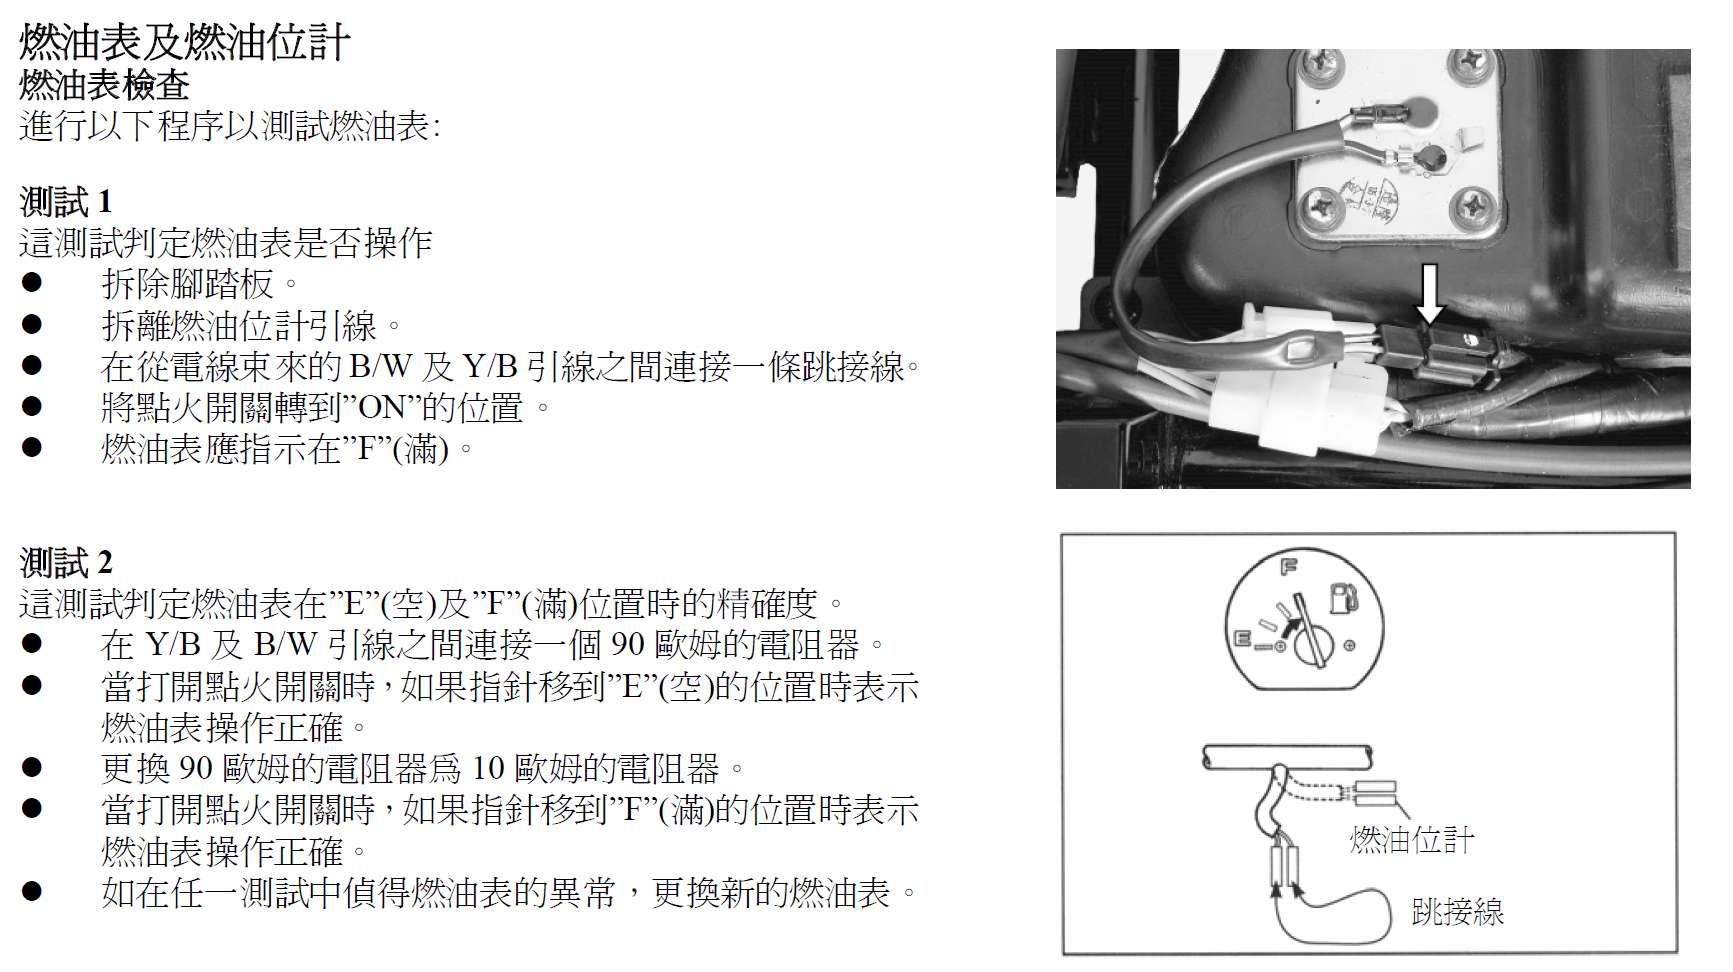 燃油表及燃油位計
燃油表檢查
進行以下程序以測試燃油表:
測試 1
這測試判定燃油表是否操作
● 拆除腳踏板。
● 拆離燃油位計引線。
● 在從電線束來的 B/W 及 Y/B 引線之間連接一條跳接線。
● 將點火開關轉到”ON”的位置。
● 燃油表應指示在”F”(滿)。
測試 2
這測試判定燃油表在”E”(空)及”F”(滿)位置時的精確度。
● 在 Y/B 及 B/W 引線之間連接一個 90 歐姆的電阻器。
● 當打開點火開關時，如果指針移到”E”(空)的位置時表示
燃油表操作正確。
● 更換 90 歐姆的電阻器爲 10 歐姆的電阻器。
● 當打開點火開關時，如果指針移到”F”(滿)的位置時表示
燃油表操作正確。
● 如在任一測試中偵得燃油表的異常，更換新的燃油表。
F
E
燃油位計
跳接線